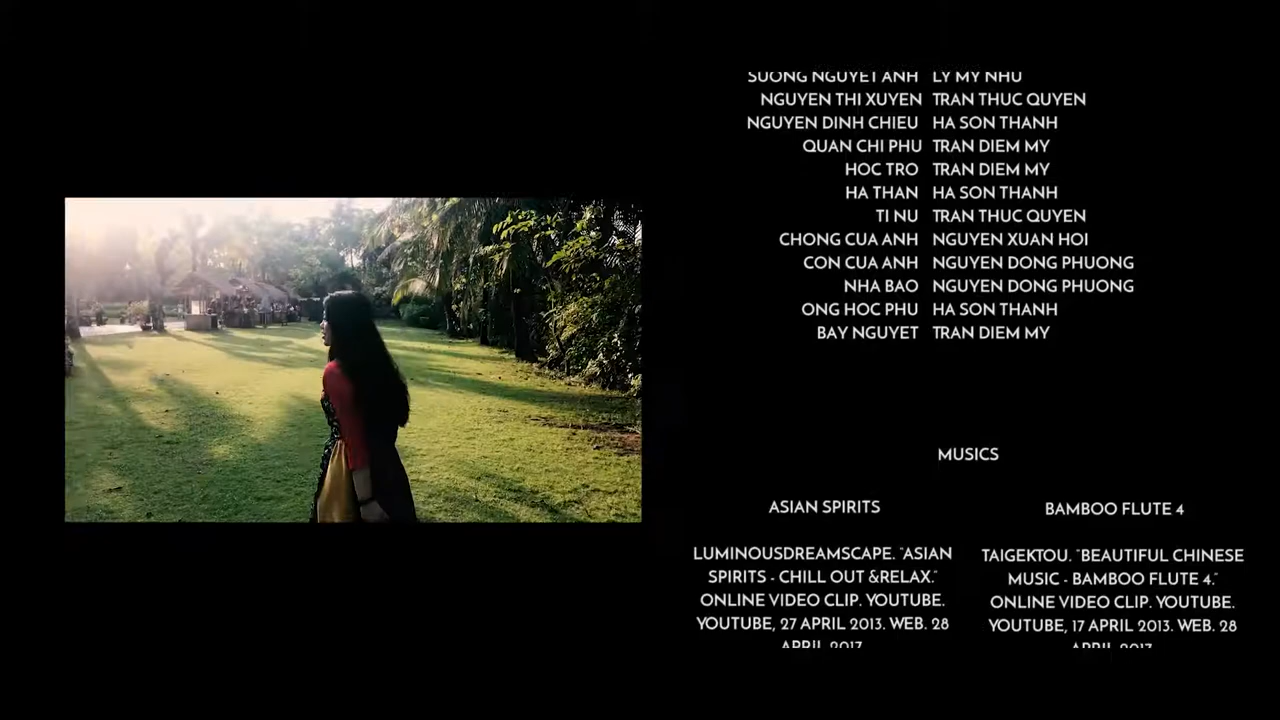 SUONG NGUYET ANH LY MY NHU
NGUYEN THI XUYEN TRAN THUC QUYEN
NGUYEN DINH CHIEU HA SON THANH
QUAN CHI PHU TRAN DIEM MY
HOC TRO TRAN DIEM MY
HA THAN HA SON THANH
TI NU TRAN THUC QUYEN
CHONG CUA ANH NGUYEN XUAN HOI
CON CUA ANH NGUYEN DONG PHUONG
NHA BAO NGUYEN DONG PHUONG
ONG HOC PHU HA SON THANH
BAY NGUYET TRAN DIEM MY
MUSICS
ASIAN SPIRITS
LUMINOUSDREAMSCAPE. "ASIAN
SPIRITS - CHILL OUT &RELAX."
ONLINE VIDEO CLIP. YOUTUBE.
YOUTUBE, 27 APRIL 2013. WEB. 28
APRIL 2017
BAMBOO FLUTE 4
TAIGEKTOU. "BEAUTIFUL CHINESE
MUSIC - BAMBOO FLUTE 4."
ONLINE VIDEO CLIP. YOUTUBE.
YOUTUBE, 17 APRIL 2013. WEB. 28
APRIL 2017